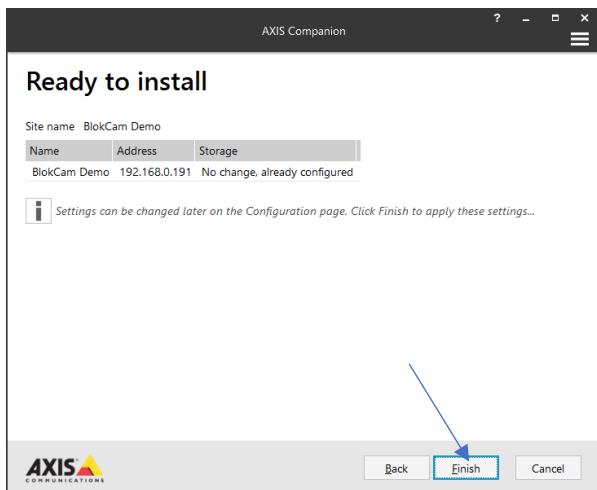 AXIS Companion
?
Ready to install
Site name BlokCam Demo
Name Address Storage
BlokCam Demo 192.168.0.191 No change, already configured
i Settings can be changed later on the Configuration page. Click Finish to apply these settings...
AXIS
COMMUNICATIONS
Back Finish Cancel